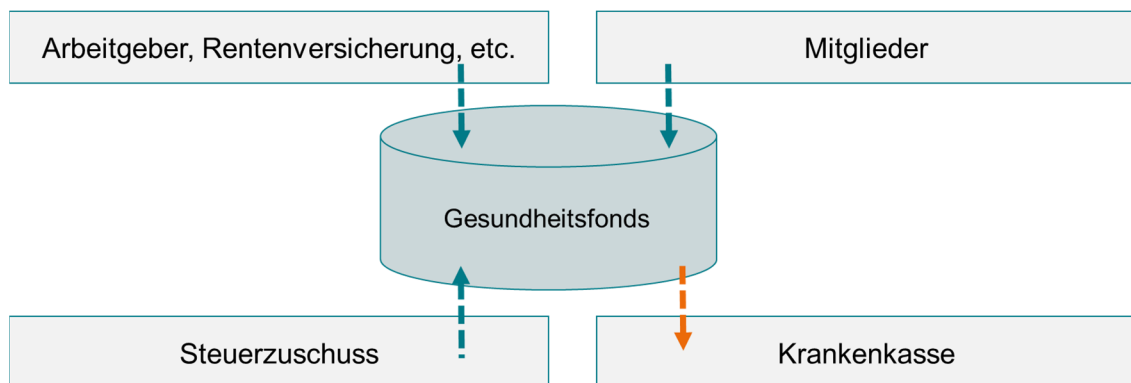 Arbeitgeber, Rentenversicherung, etc.
Mitglieder
Gesundheitsfonds
Steuerzuschuss
Krankenkasse